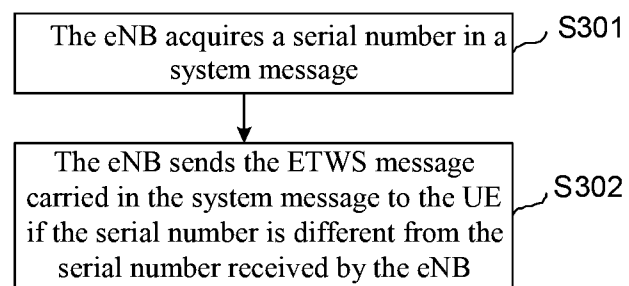 The eNB acquires a serial number in a
system message
S301
The eNB sends the ETWS message
carried in the system message to the UE
if the serial number is different from the
serial number received by the eNB
S302